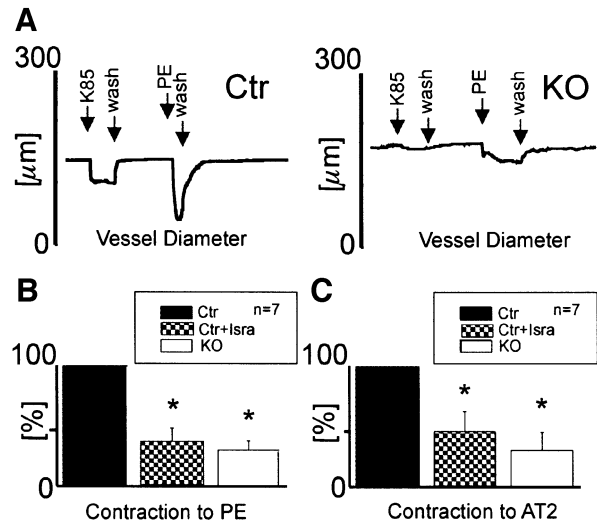 A
300
[μm]
0
K85
wash
PE
wash
Ctr
Vessel Diameter
K85
wash
PE
wash
KO
300
[μm]
0
Vessel Diameter
B
Ctr n=7
Ctr+Isra
KO
100
[%]
0
* *
Contraction to PE
C
Ctr n=7
Ctr+Isra
KO
100
[%]
0
* *
Contraction to AT2